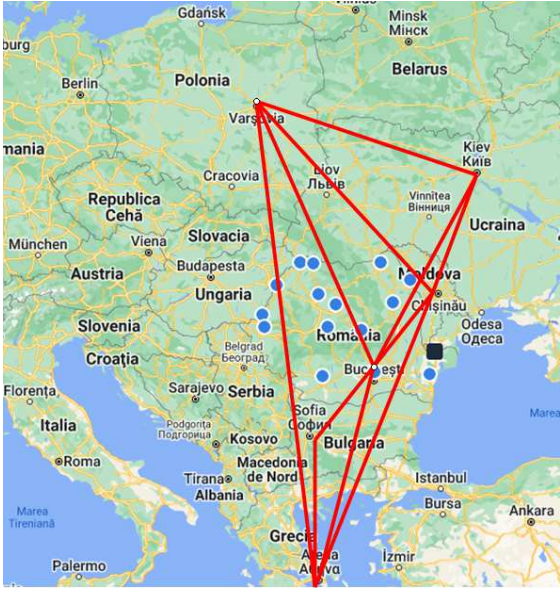 Gdańsk
Minsk
Мінск
burg
Berlin
Polonia
Belarus
Varșovia
mania
Kiev
Київ
Cracovia
Liov
Львів
Republica
Cehă
Vinnîțea
Вінниця
Ucraina
München
Viena
Slovacia
Austria
Budapesta
Moldova
Ungaria
Chișinău
Slovenia
România
Odesa
Одеса
Croația
Belgrad
Београд
București
Florența
Sarajevo
Serbia
Sofia
София
Marea
Italia
Podgorița
Подгорица
Kosovo
Bulgaria
Roma
Macedonia
de Nord
Tirana
Albania
Istanbul
Marea
Tireniană
Bursa
Ankara
Grecia
Palermo
Atena
Αθήνα
İzmir